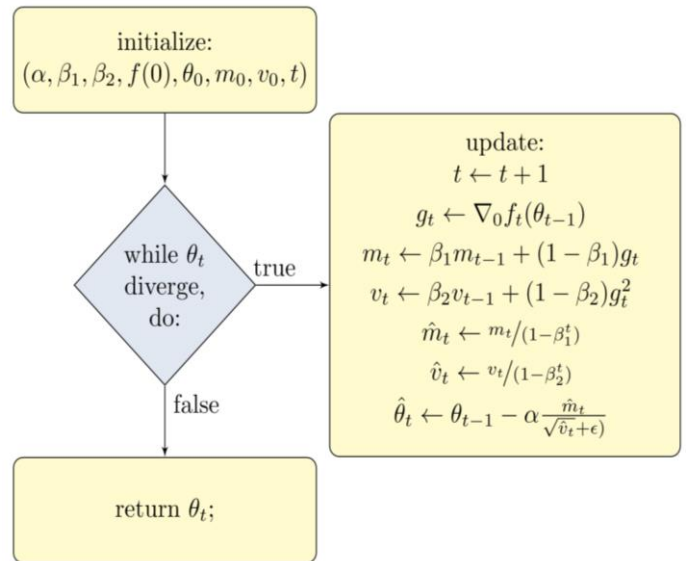 initialize:
(α, β₁, β₂, f(0), θ₀, m₀, v₀, t)
while θₜ
diverge,
do:
true
false
return θₜ;
update:
t ← t + 1
gₜ ← ∇₀fₜ(θₜ₋₁)
mₜ ← β₁mₜ₋₁ + (1 − β₁)gₜ
vₜ ← β₂vₜ₋₁ + (1 − β₂)gₜ²
m̂ₜ ← mₜ/(1−β₁ᵗ)
v̂ₜ ← vₜ/(1−β₂ᵗ)
θ̂ₜ ← θₜ₋₁ − α m̂ₜ/√v̂ₜ+ϵ)